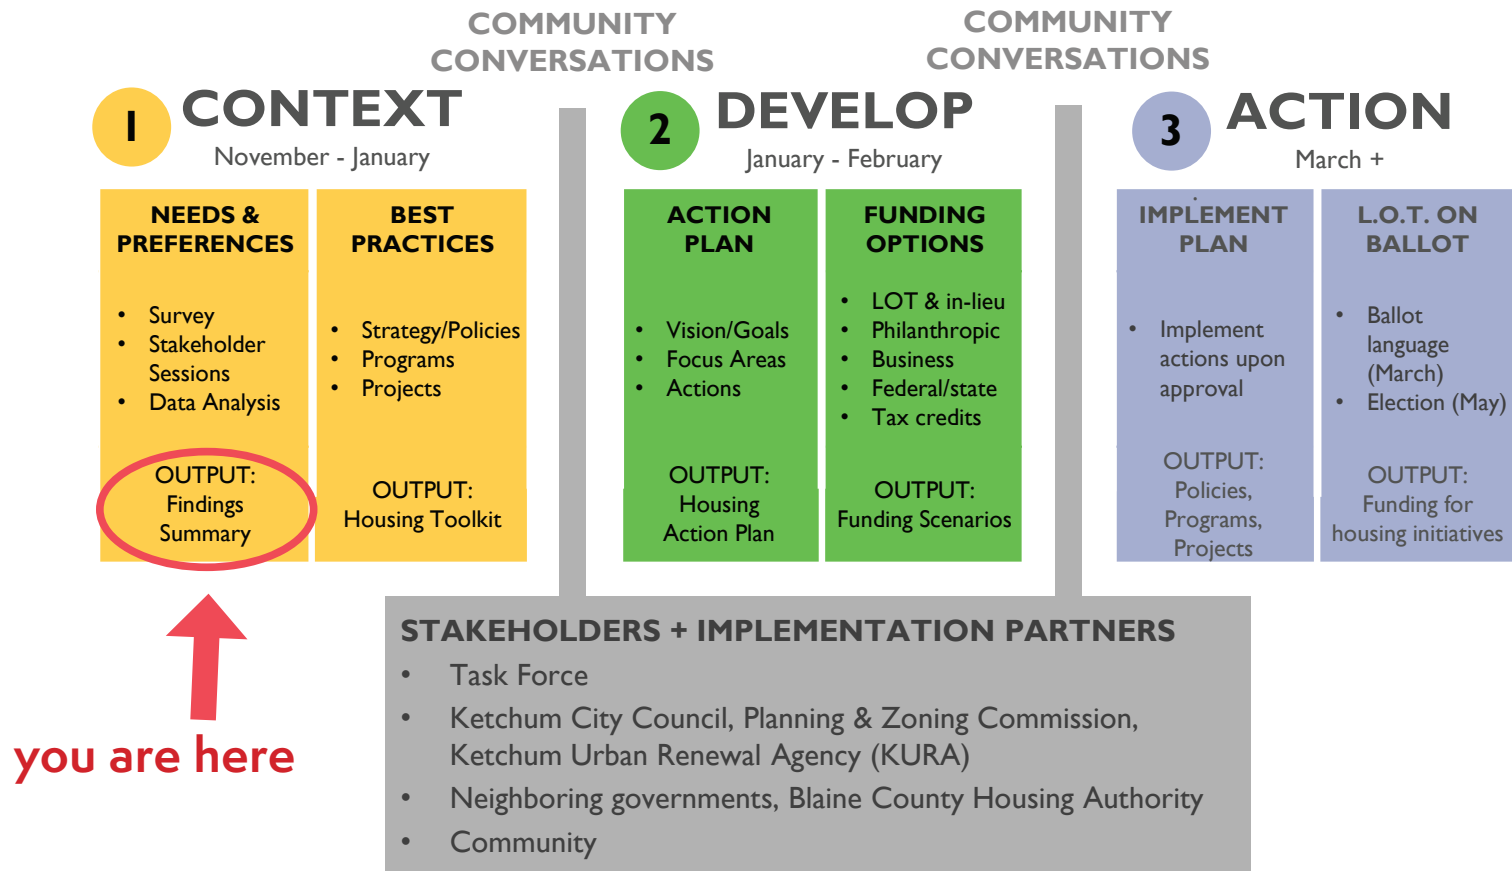 COMMUNITY
CONVERSATIONS
COMMUNITY
CONVERSATIONS
1 CONTEXT
November - January
NEEDS &
PREFERENCES
• Survey
• Stakeholder
Sessions
• Data Analysis
OUTPUT:
Findings
Summary
BEST
PRACTICES
• Strategy/Policies
• Programs
• Projects
OUTPUT:
Housing Toolkit
2 DEVELOP
January - February
ACTION
PLAN
• Vision/Goals
• Focus Areas
• Actions
OUTPUT:
Housing
Action Plan
FUNDING
OPTIONS
• LOT & in-lieu
• Philanthropic
• Business
• Federal/state
• Tax credits
OUTPUT:
Funding Scenarios
3 ACTION
March +
IMPLEMENT
PLAN
• Implement
actions upon
approval
OUTPUT:
Policies,
Programs,
Projects
L.O.T. ON
BALLOT
• Ballot
language
(March)
• Election (May)
OUTPUT:
Funding for
housing initiatives
you are here
STAKEHOLDERS + IMPLEMENTATION PARTNERS
• Task Force
• Ketchum City Council, Planning & Zoning Commission,
Ketchum Urban Renewal Agency (KURA)
• Neighboring governments, Blaine County Housing Authority
• Community